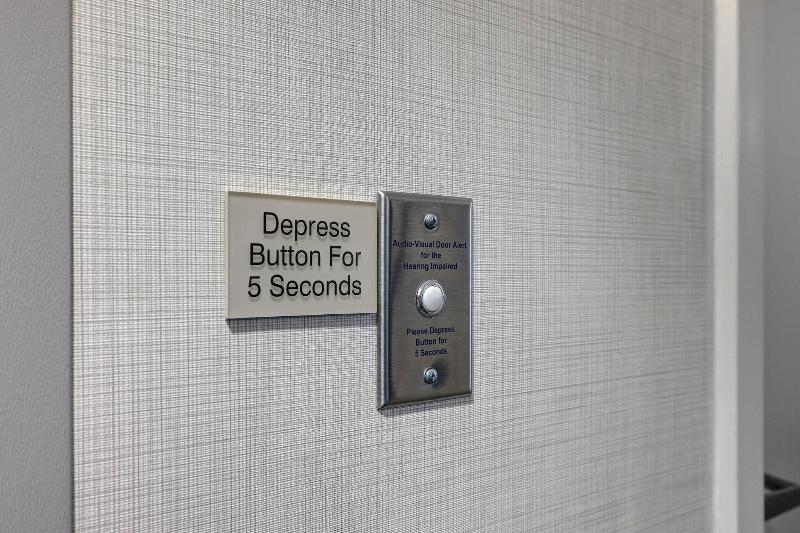 Depress
Button For
5 Seconds
Audio-Visual Door Alert
for the
Hearing Impaired
Please Depress
Button for
5 Seconds